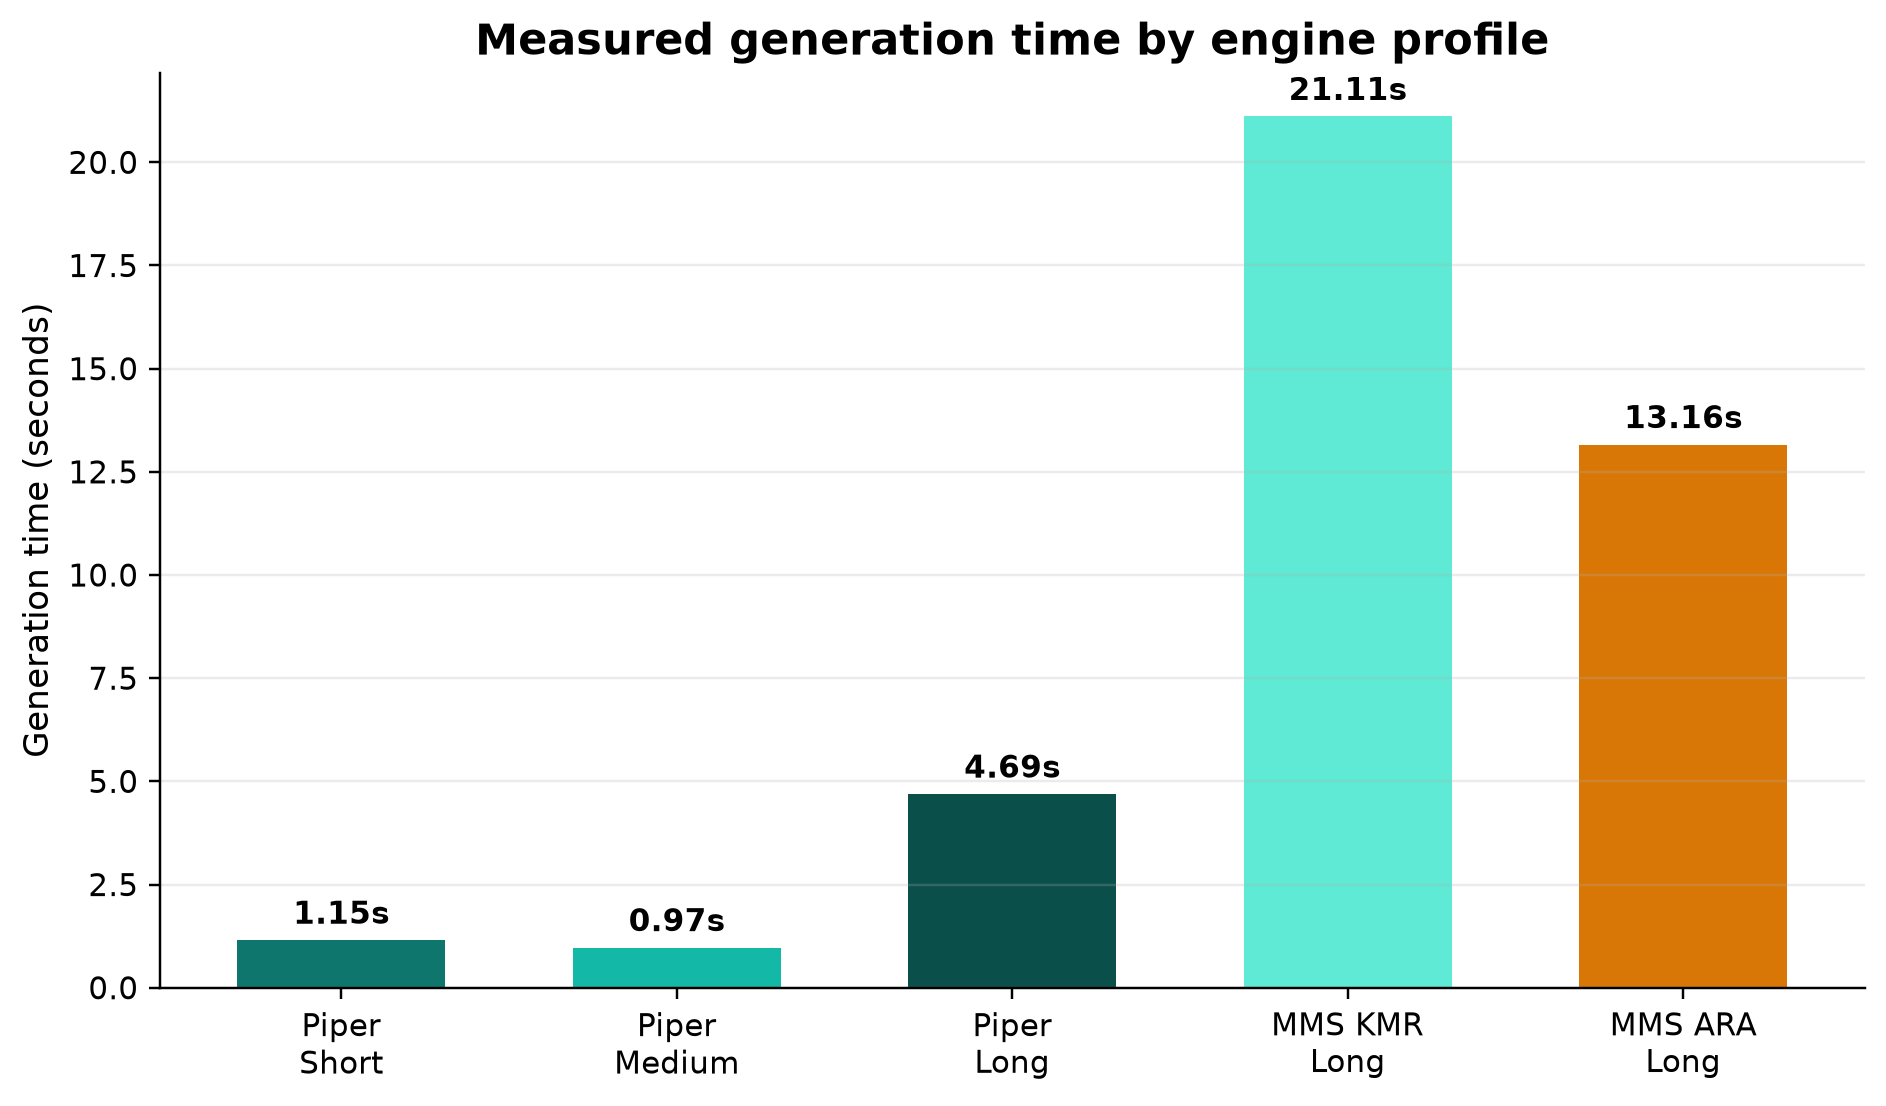 Measured generation time by engine profile
Generation time (seconds)
20.0
17.5
15.0
12.5
10.0
7.5
5.0
2.5
0.0
1.15s
0.97s
4.69s
21.11s
13.16s
Piper
Short
Piper
Medium
Piper
Long
MMS KMR
Long
MMS ARA
Long